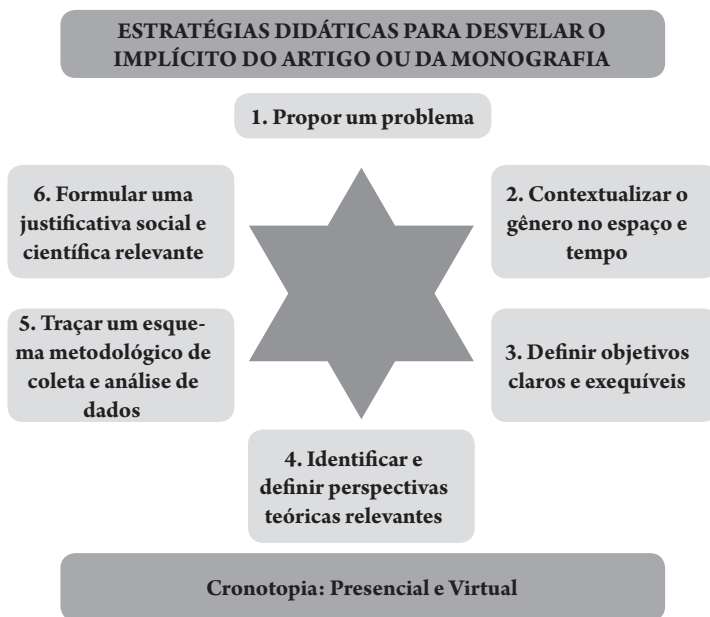 ESTRATÉGIAS DIDÁTICAS PARA DESVELAR O
IMPLÍCITO DO ARTIGO OU DA MONOGRAFIA
1. Propor um problema
2. Contextualizar o
gênero no espaço e
tempo
3. Definir objetivos
claros e exequíveis
4. Identificar e
definir perspectivas
teóricas relevantes
5. Traçar um esque-
ma metodológico de
coleta e análise de
dados
6. Formular uma
justificativa social e
científica relevante
Cronotopia: Presencial e Virtual